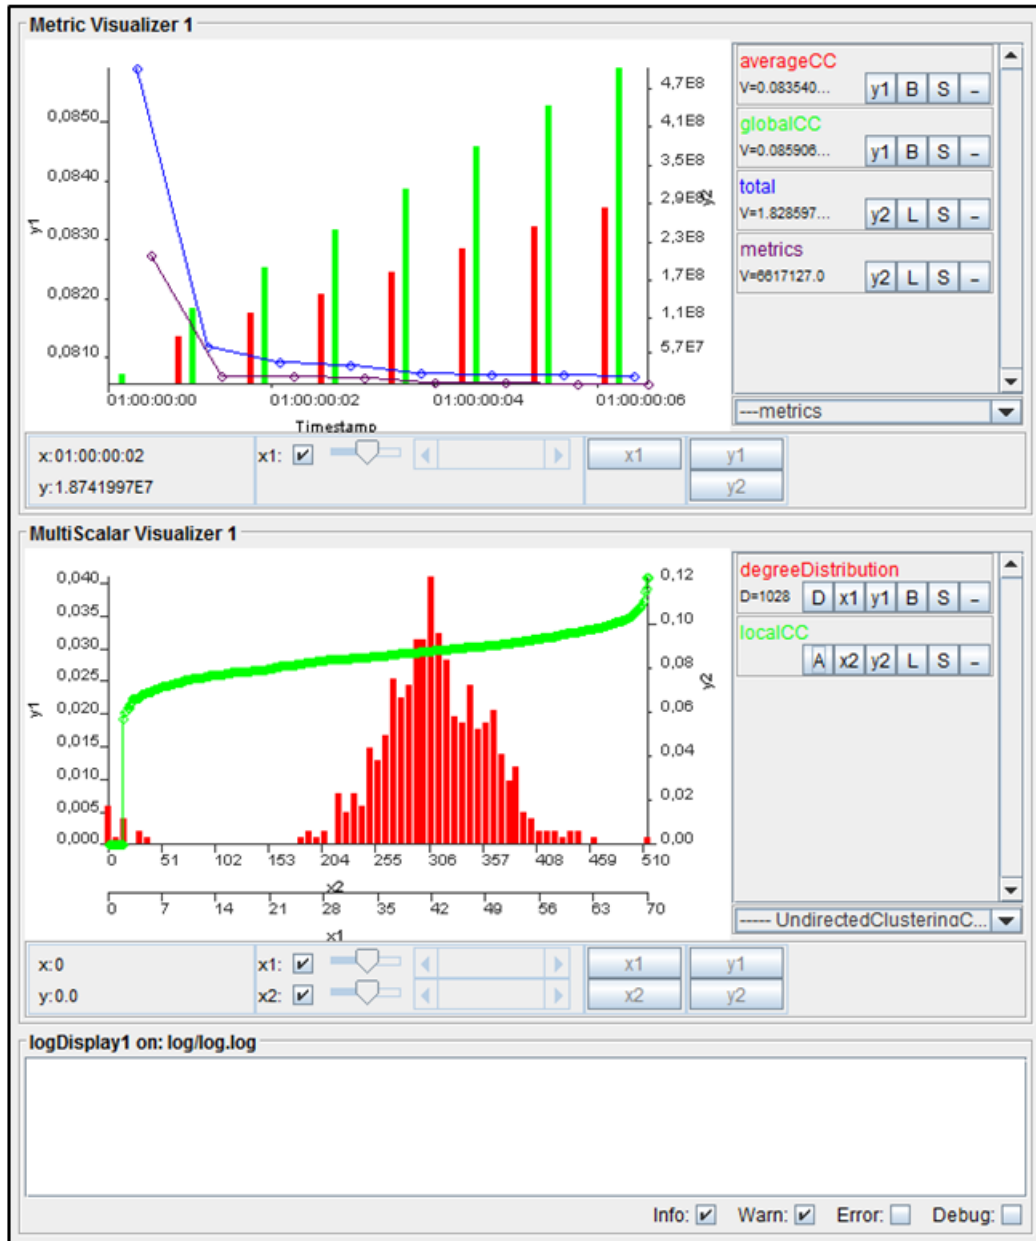 Metric Visualizer 1
0,0850
0,0840
0,0830
0,0820
0,0810
y1
4,7E8
4,1E8
3,5E8
2,9E8
2,3E8
1,7E8
1,1E8
5,7E7
y2
01:00:00:00 01:00:00:02 01:00:00:04 01:00:00:06
Timestamp
averageCC
V=0.083540... y1 B S –
globalCC
V=0.085906... y1 B S –
total
V=1.828597... y2 L S –
metrics
V=6617127.0 y2 L S –
---metrics
x:01:00:00:02 x1: x1 y1
y:1.8741997E7 y2
MultiScalar Visualizer 1
0,040
0,035
0,030
0,025
0,020
0,015
0,010
0,005
0,000
y1
0,12
0,10
0,08
0,06
0,04
0,02
0,00
y2
0 51 102 153 204 255 306 357 408 459 510
x2
0 7 14 21 28 35 42 49 56 63 70
x1
degreeDistribution
D=1028 D x1 y1 B S –
localCC
A x2 y2 L S –
----- UndirectedClusteringC...
x:0 x1: x1 y1
y:0.0 x2: x2 y2
logDisplay1 on: log/log.log
Info: Warn: Error: Debug: